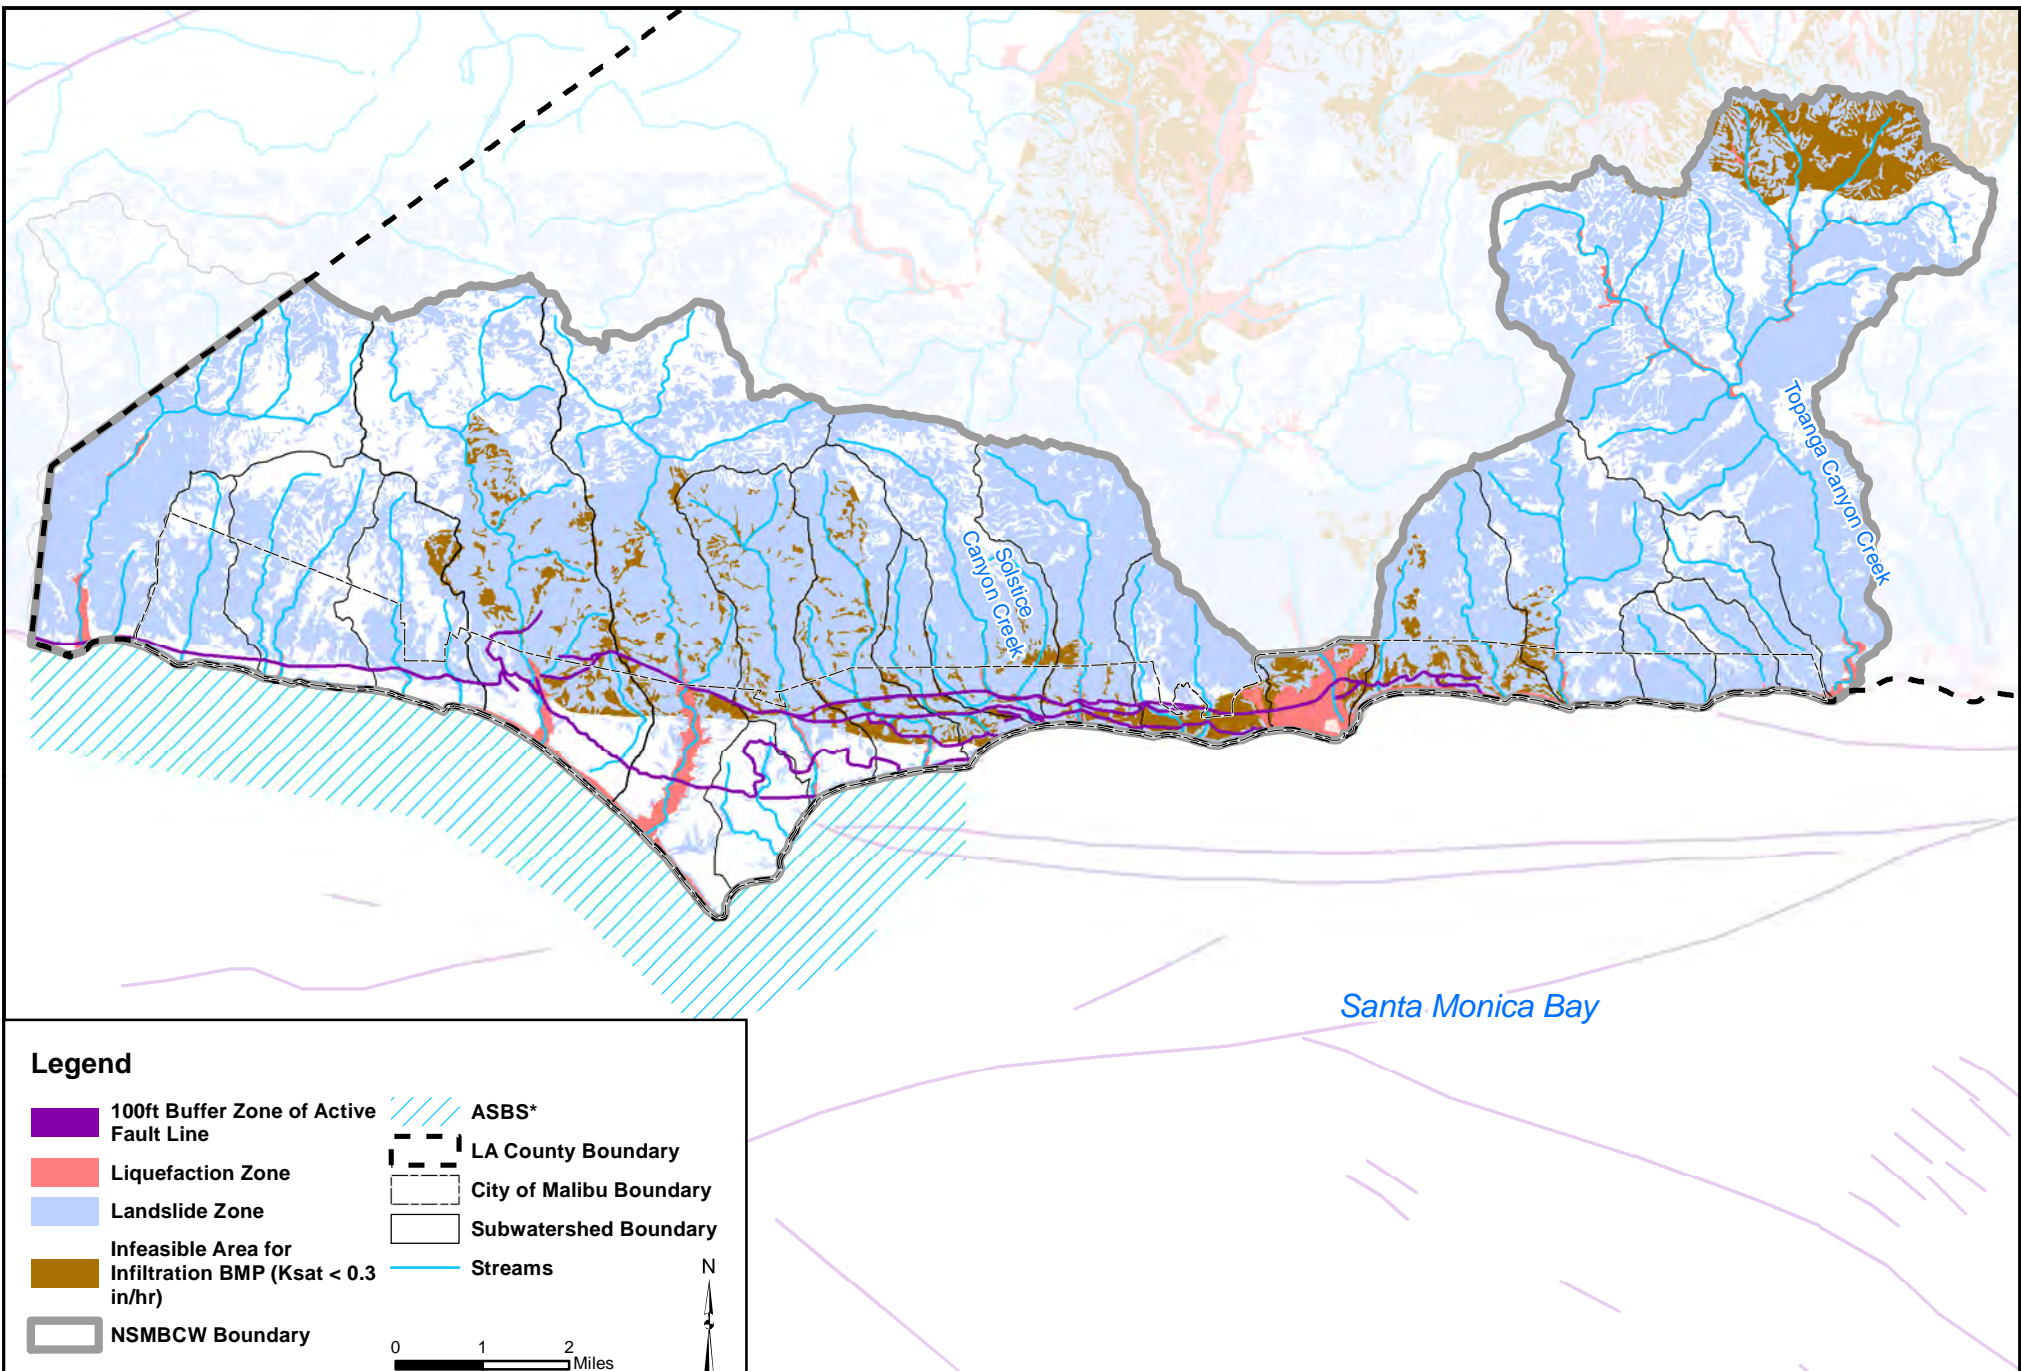 Topanga Canyon Creek
Solstice
Canyon Creek
Santa Monica Bay
Legend
100ft Buffer Zone of Active
Fault Line
Liquefaction Zone
Landslide Zone
Infeasible Area for
Infiltration BMP (Ksat < 0.3
in/hr)
NSMBCW Boundary
ASBS*
LA County Boundary
City of Malibu Boundary
Subwatershed Boundary
Streams
N
0 1 2
Miles